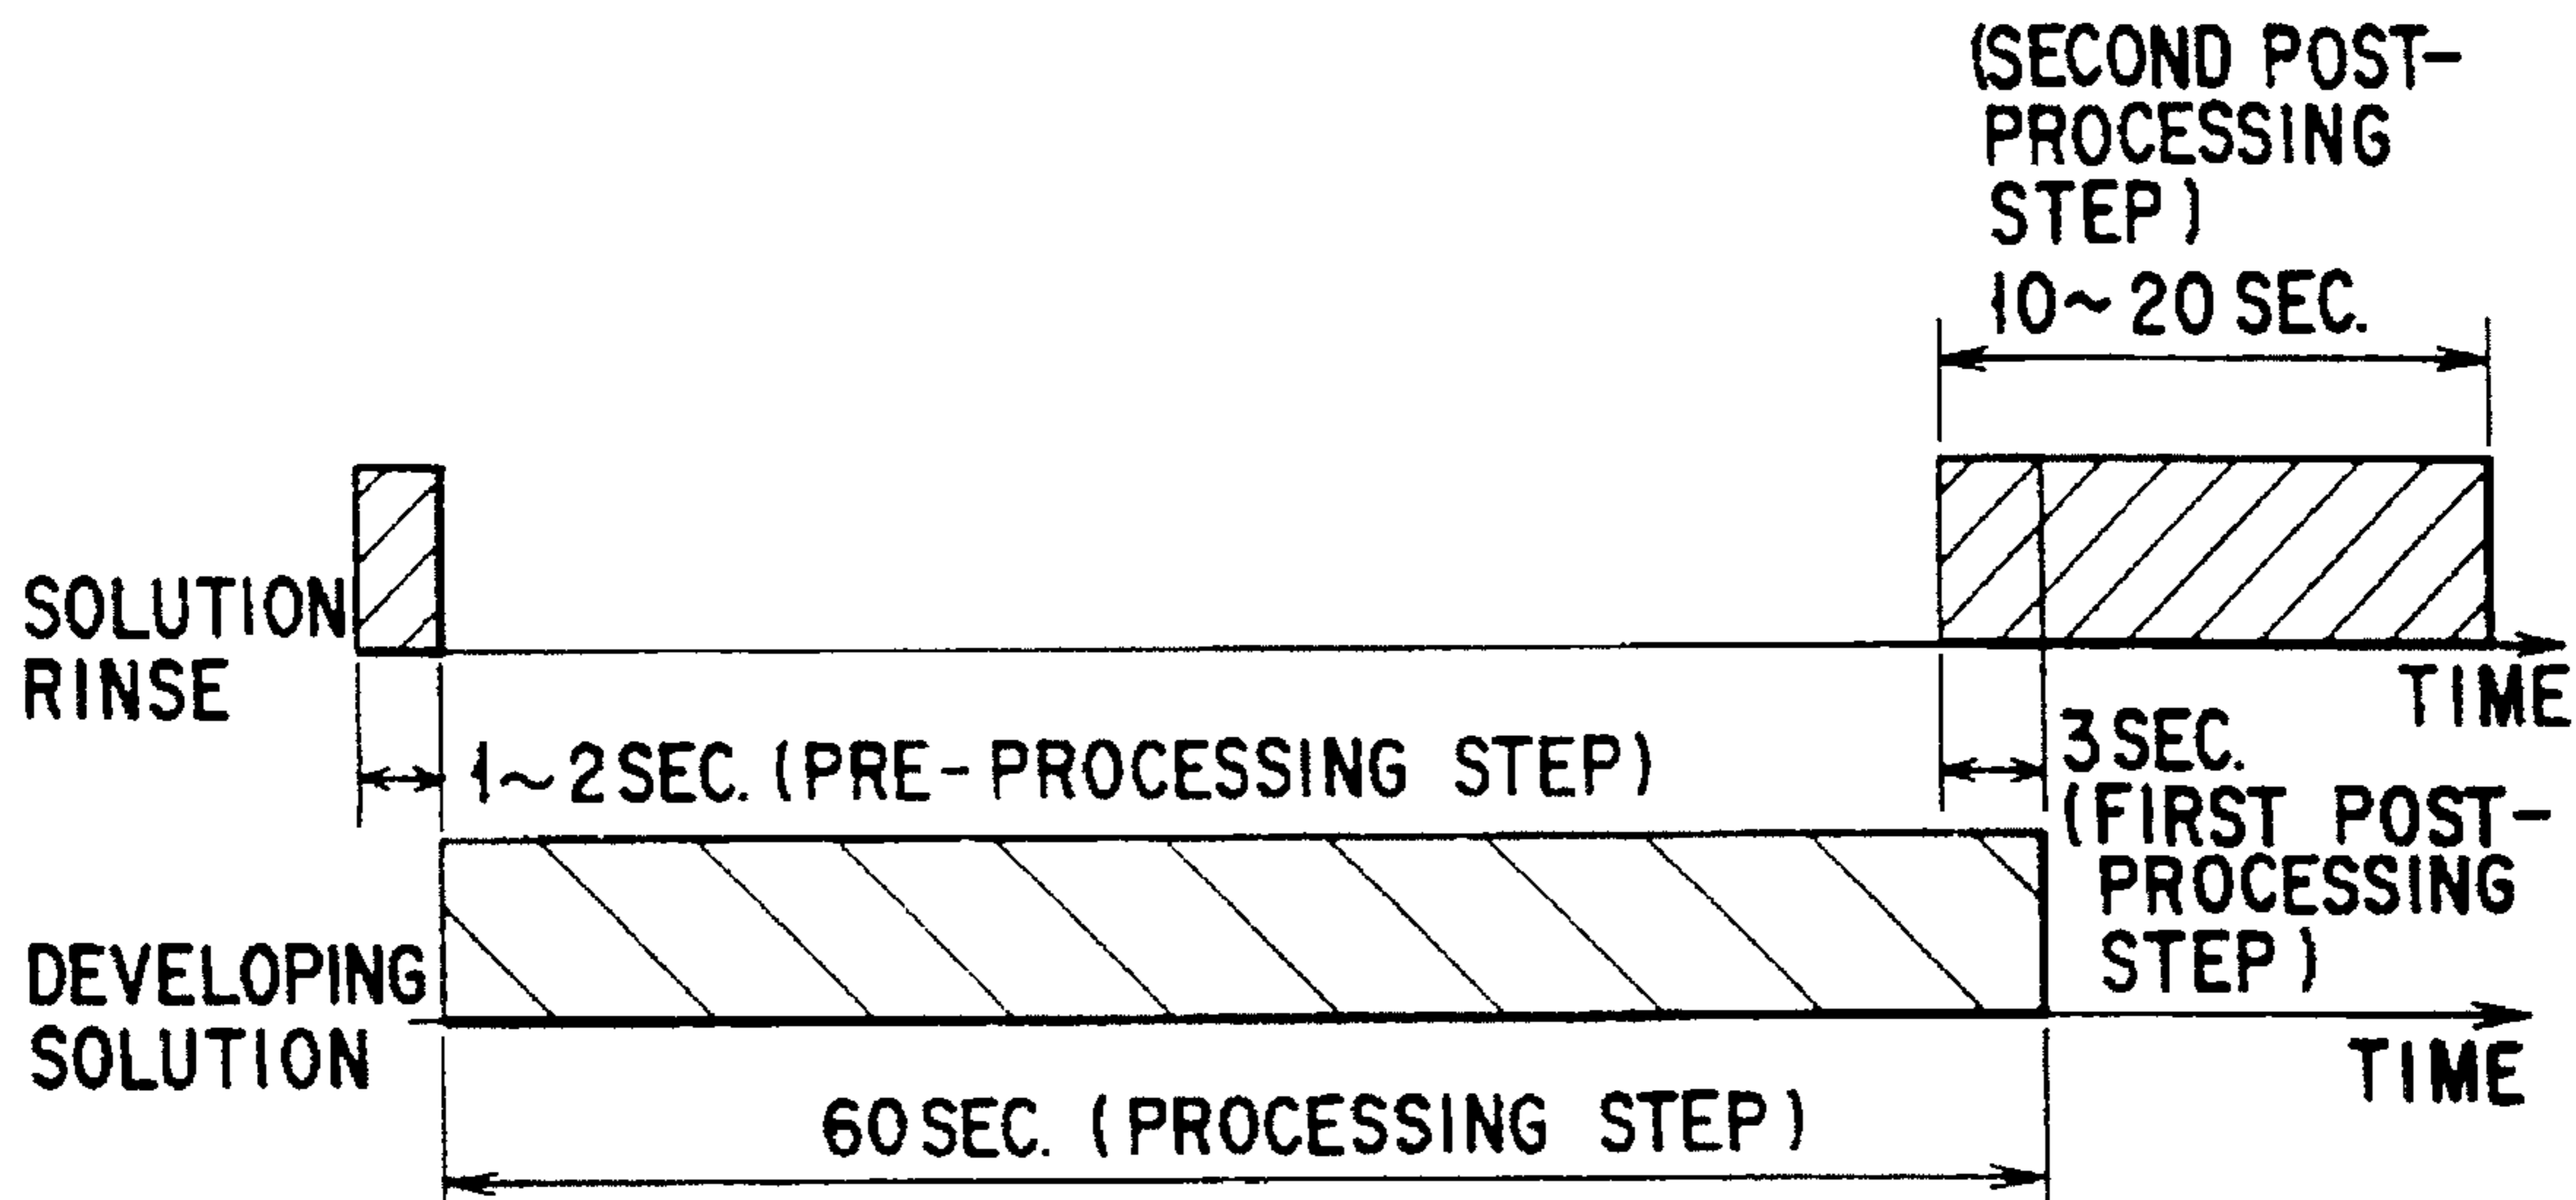 (SECOND POST-
PROCESSING
STEP)
10~20 SEC.
SOLUTION
RINSE
TIME
1~2 SEC. (PRE-PROCESSING STEP)
3 SEC.
(FIRST POST-
PROCESSING
STEP)
DEVELOPING
SOLUTION
TIME
60 SEC. (PROCESSING STEP)